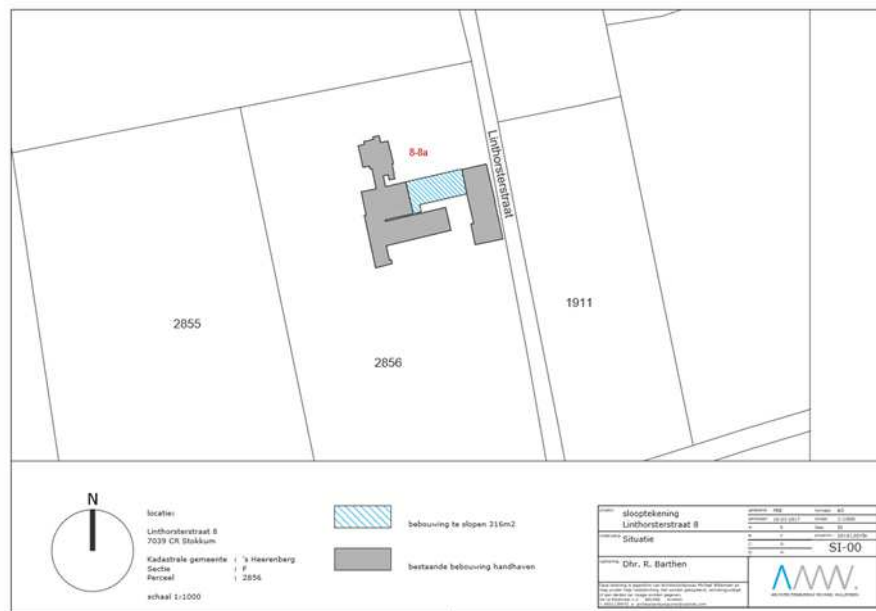 8-8a
Linthorsterstraat
2855
2856
1911
N
locatie:
Linthorsterstraat 8
7039 CR Stokkum
Kadastrale gemeente : 's Heerenberg
Sectie : F
Perceel : 2856
schaal 1:1000
bebouwing te slopen 316m2
bestaande bebouwing handhaven
slooptekening
Linthorsterstraat 8
Situatie
SI-00
Dhr. R. Barthen